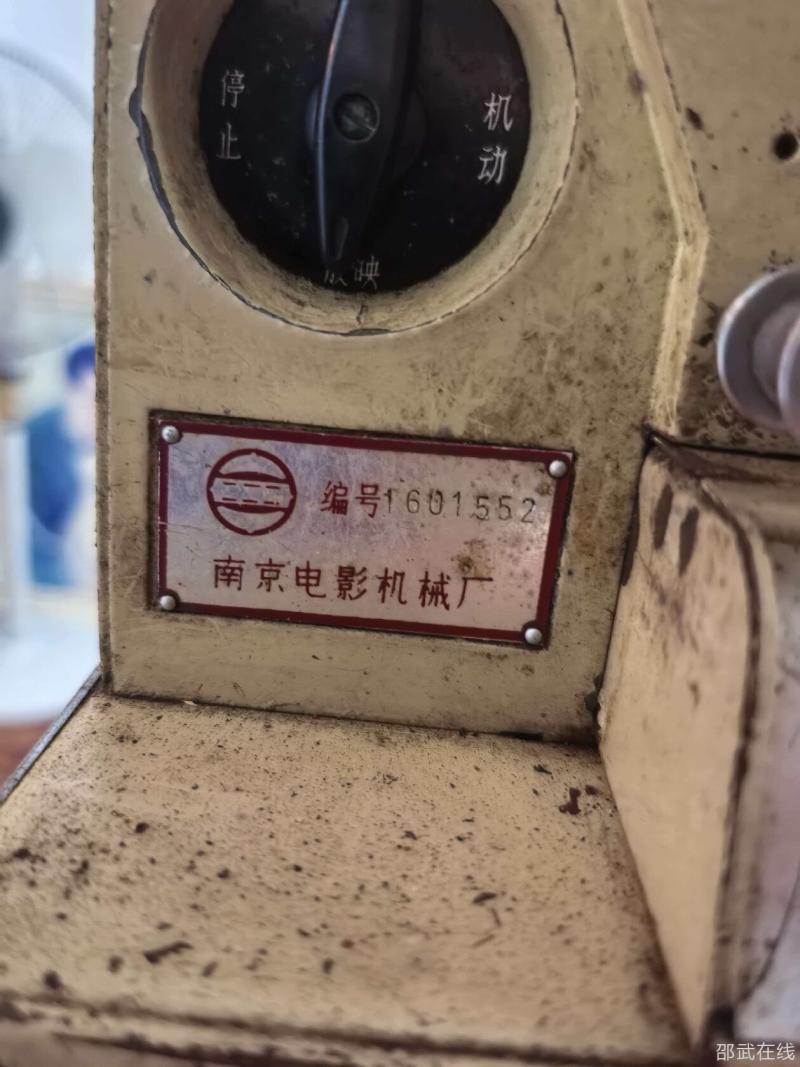 停止
机动
放映
编号1601552
南京电影机械厂
邵武在线